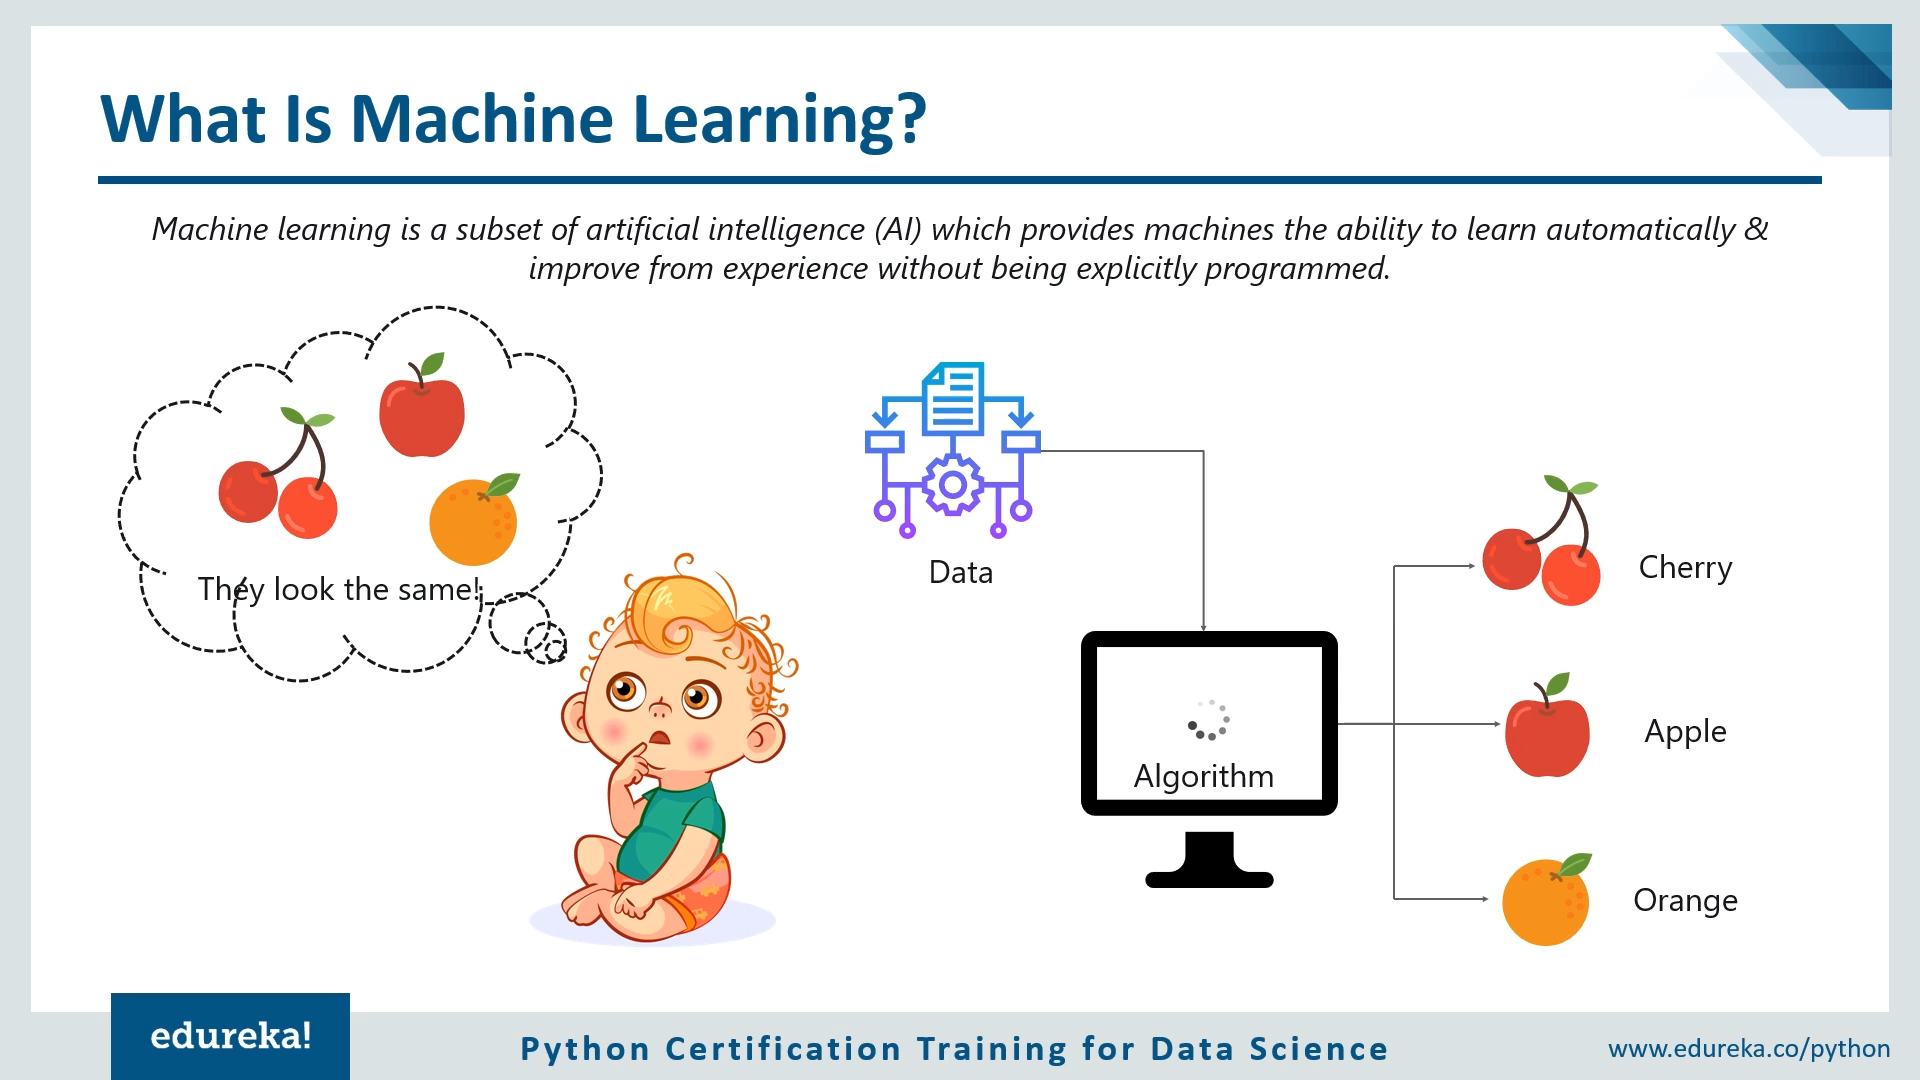 What Is Machine Learning?
Machine learning is a subset of artificial intelligence (AI) which provides machines the ability to learn automatically &
improve from experience without being explicitly programmed.
They look the same!
Data
Algorithm
Cherry
Apple
Orange
edureka!
Python Certification Training for Data Science
www.edureka.co/python